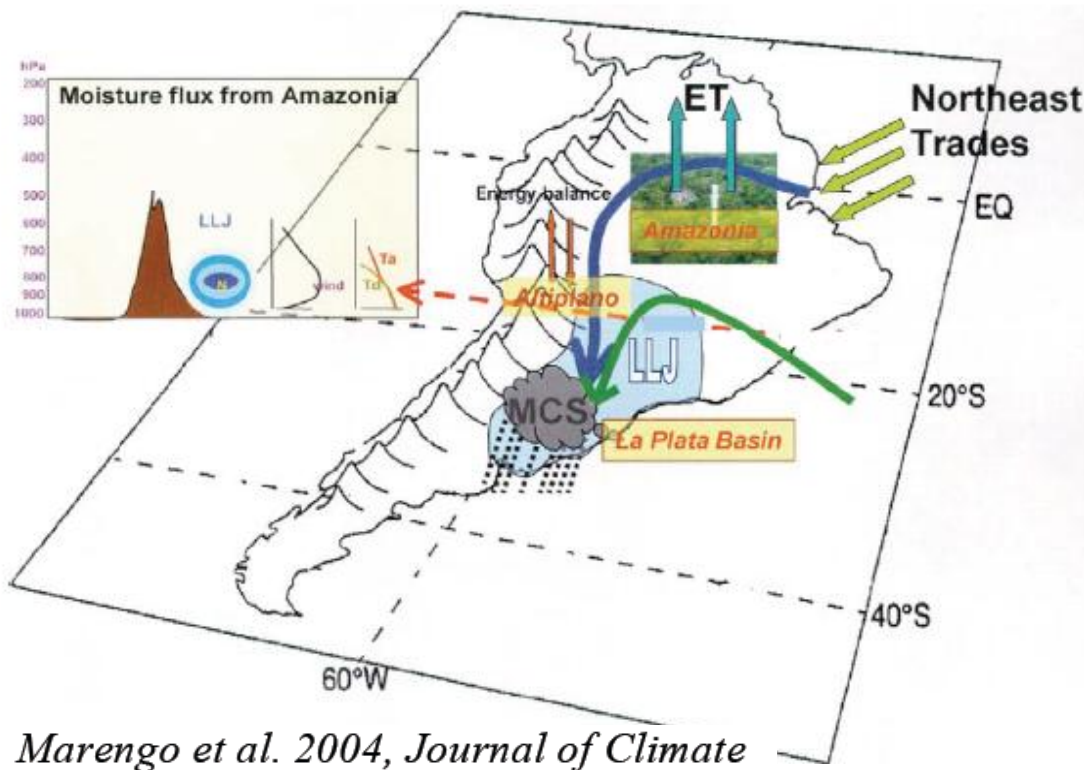 hPa
200
300
400
500
600
700
800
900
1000
Moisture flux from Amazonia
LLJ
N
wind
Ta
Td
ET
Northeast
Trades
EQ
Energy balance
Amazonia
Altiplano
LLJ
20°S
MCS
La Plata Basin
40°S
60°W
Marengo et al. 2004, Journal of Climate